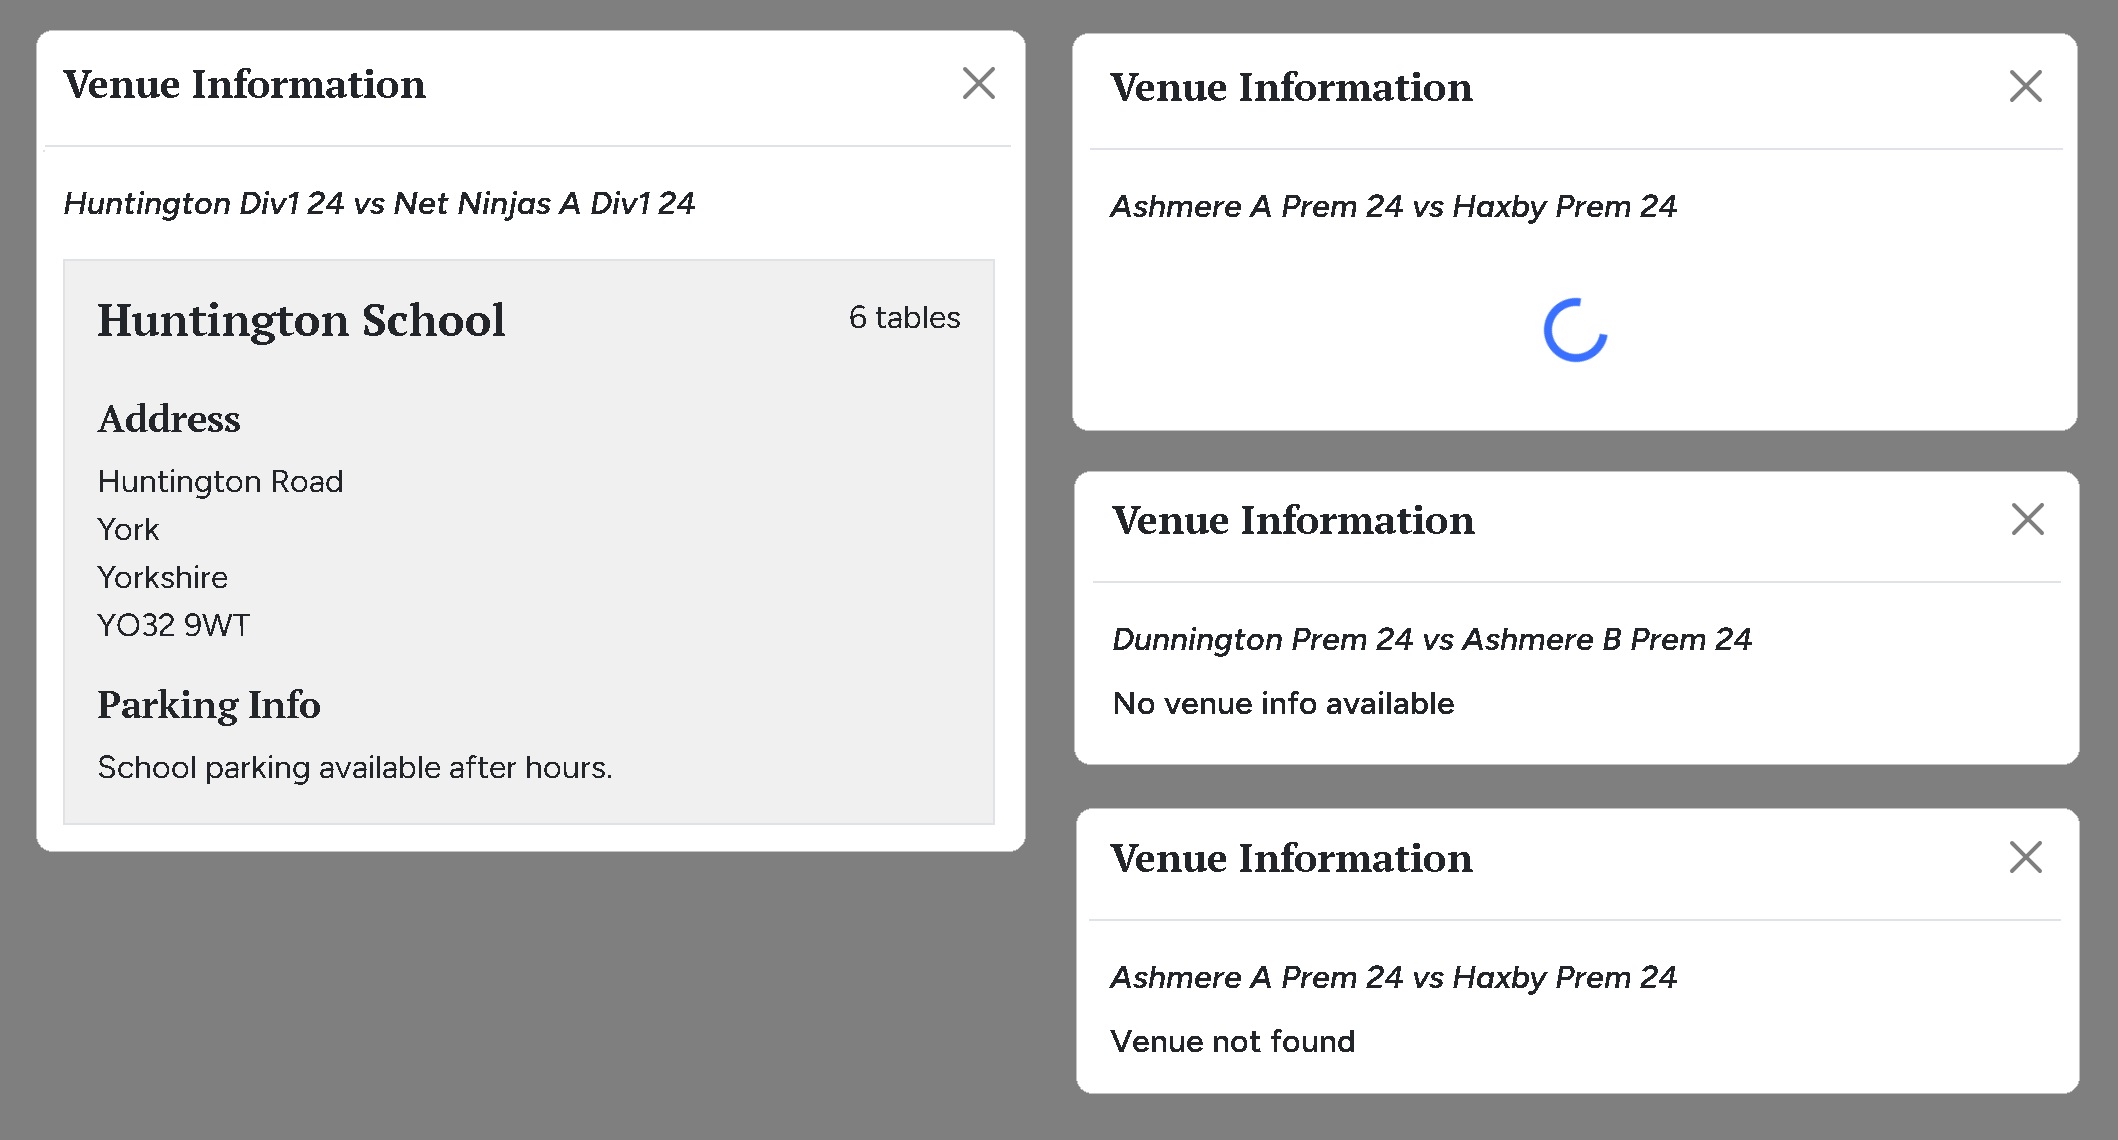 Venue Information
Huntington Div1 24 vs Net Ninjas A Div1 24
Huntington School
6 tables
Address
Huntington Road
York
Yorkshire
YO32 9WT
Parking Info
School parking available after hours.
Venue Information
Ashmere A Prem 24 vs Haxby Prem 24
Venue Information
Dunnington Prem 24 vs Ashmere B Prem 24
No venue info available
Venue Information
Ashmere A Prem 24 vs Haxby Prem 24
Venue not found